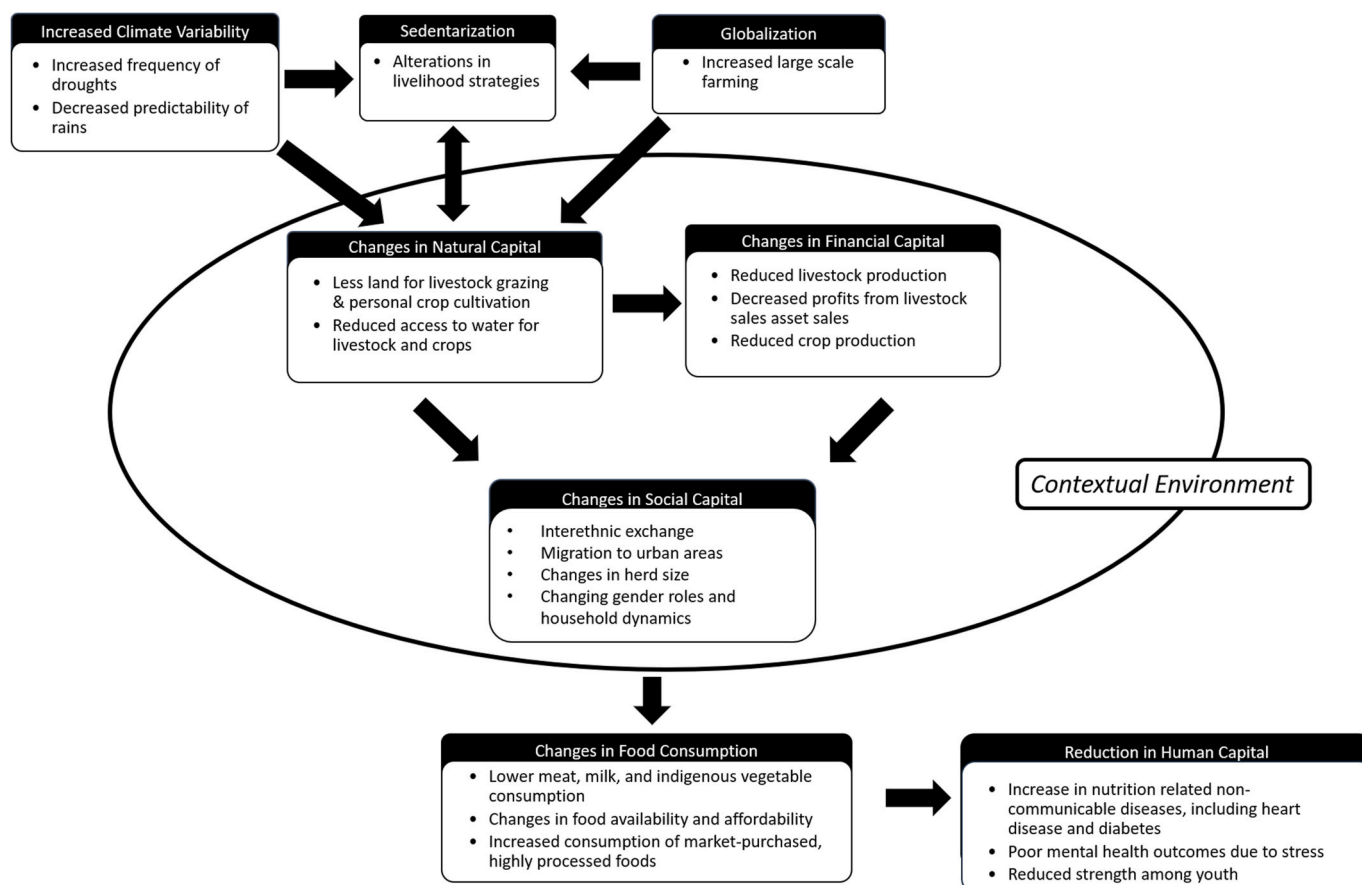 Increased Climate Variability
• Increased frequency of
droughts
• Decreased predictability of
rains
Sedentarization
• Alterations in
livelihood strategies
Globalization
• Increased large scale
farming
Changes in Natural Capital
• Less land for livestock grazing
& personal crop cultivation
• Reduced access to water for
livestock and crops
Changes in Financial Capital
• Reduced livestock production
• Decreased profits from livestock
sales asset sales
• Reduced crop production
Contextual Environment
Changes in Social Capital
• Interethnic exchange
• Migration to urban areas
• Changes in herd size
• Changing gender roles and
household dynamics
Changes in Food Consumption
• Lower meat, milk, and indigenous vegetable
consumption
• Changes in food availability and affordability
• Increased consumption of market-purchased,
highly processed foods
Reduction in Human Capital
• Increase in nutrition related non-
communicable diseases, including heart
disease and diabetes
• Poor mental health outcomes due to stress
• Reduced strength among youth